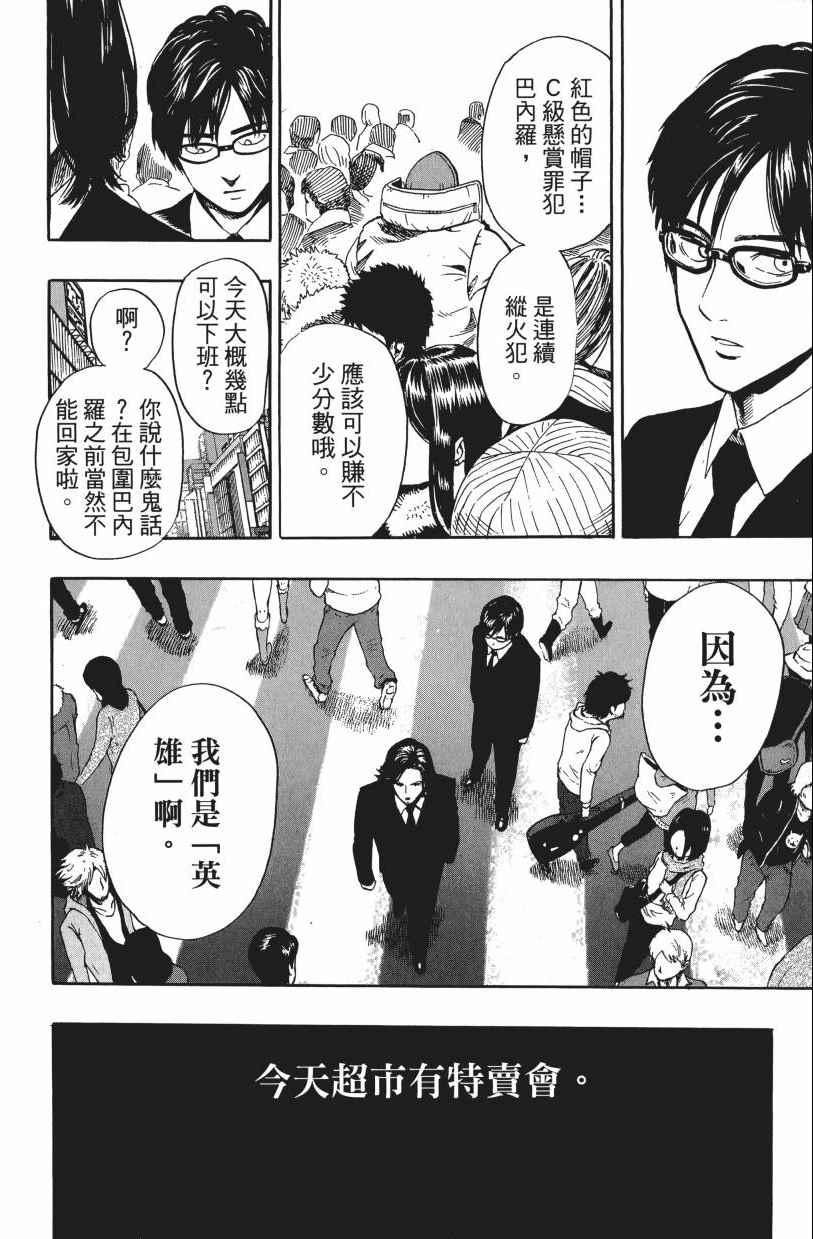 紅色的帽子…
C級懸賞罪犯
巴內羅，
是連續
縱火犯。
應該可以賺不
少分數哦。
今天大概幾點
可以下班？
啊？
你說什麼鬼話
？在包圍巴內
羅之前當然不
能回家啦。
因為…
我們是「英
雄」啊。
今天超市有特賣會。